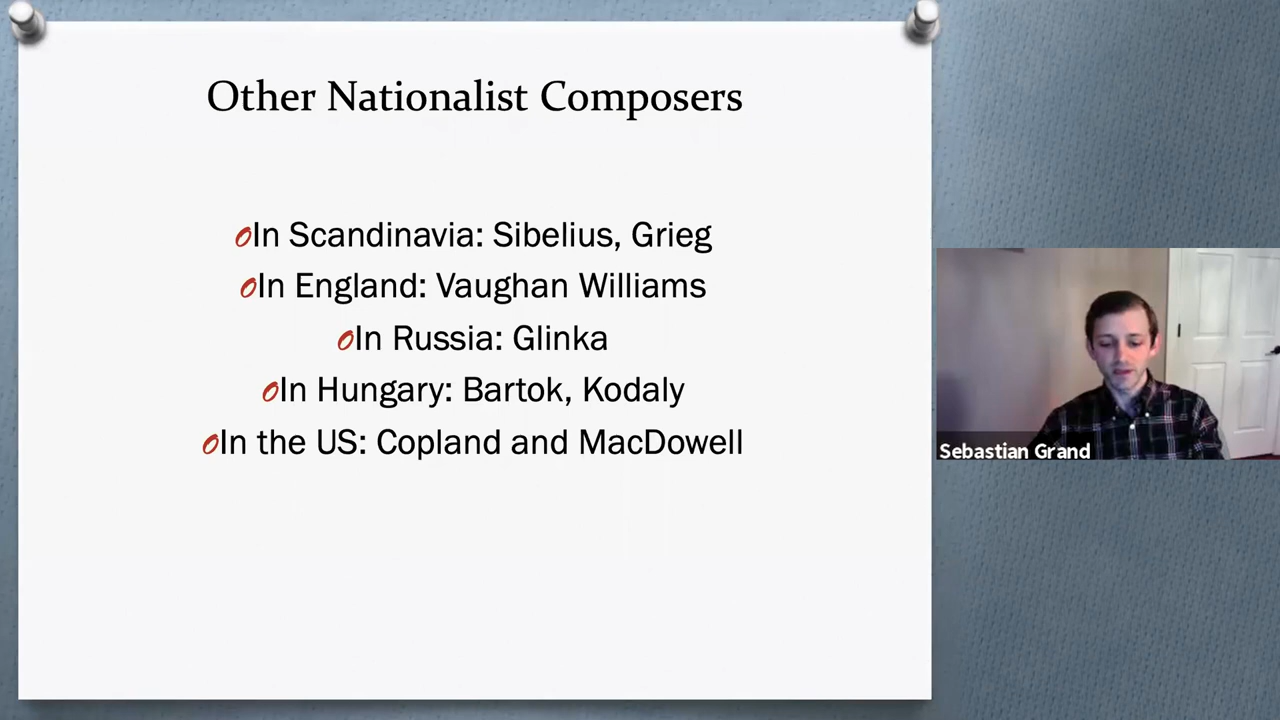 Other Nationalist Composers
In Scandinavia: Sibelius, Grieg
In England: Vaughan Williams
In Russia: Glinka
In Hungary: Bartok, Kodaly
In the US: Copland and MacDowell
Sebastian Grand